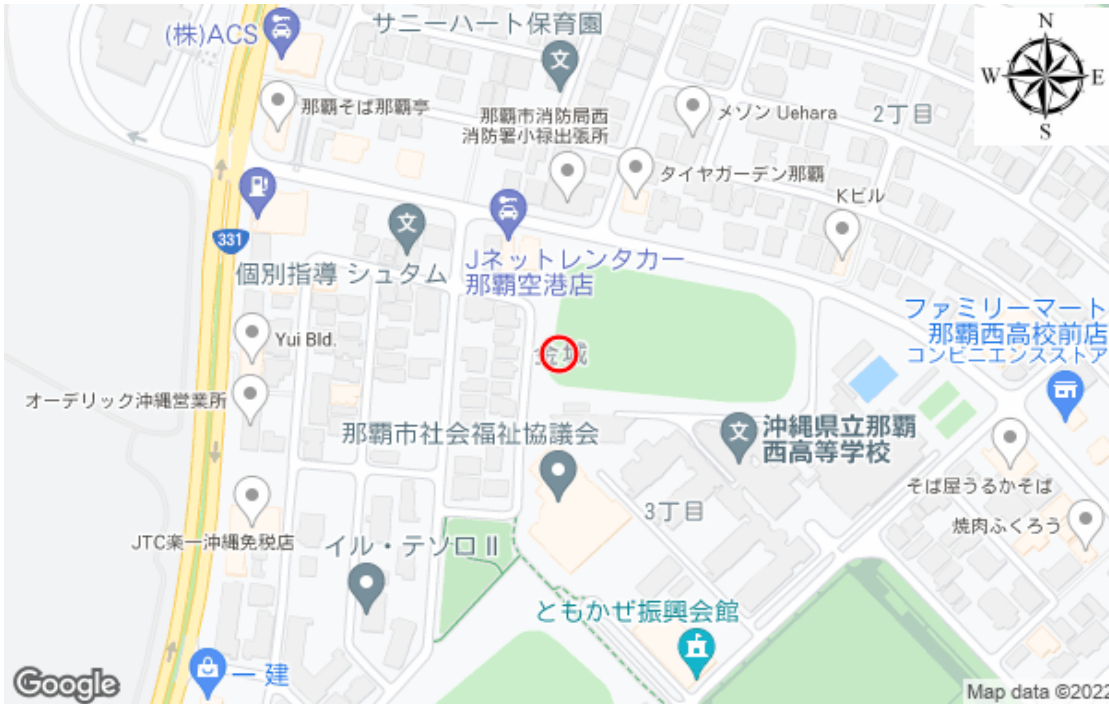 (株)ACS
サニーハート保育園
N
W
E
S
那覇そば那覇亭
那覇市消防局西
消防署小禄出張所
メゾン Uehara
2丁目
タイヤガーデン那覇
Kビル
331
個別指導 シュタム
Jネットレンタカー
那覇空港店
ファミリーマート
那覇西高校前店
コンビニエンスストア
Yui Bld.
金城
オーデリック沖縄営業所
那覇市社会福祉協議会
沖縄県立那覇
西高等学校
そば屋うるかそば
3丁目
焼肉ふくろう
JTC楽一沖縄免税店
イル・テソロ II
ともかぜ振興会館
一建
Google
Map data ©2022